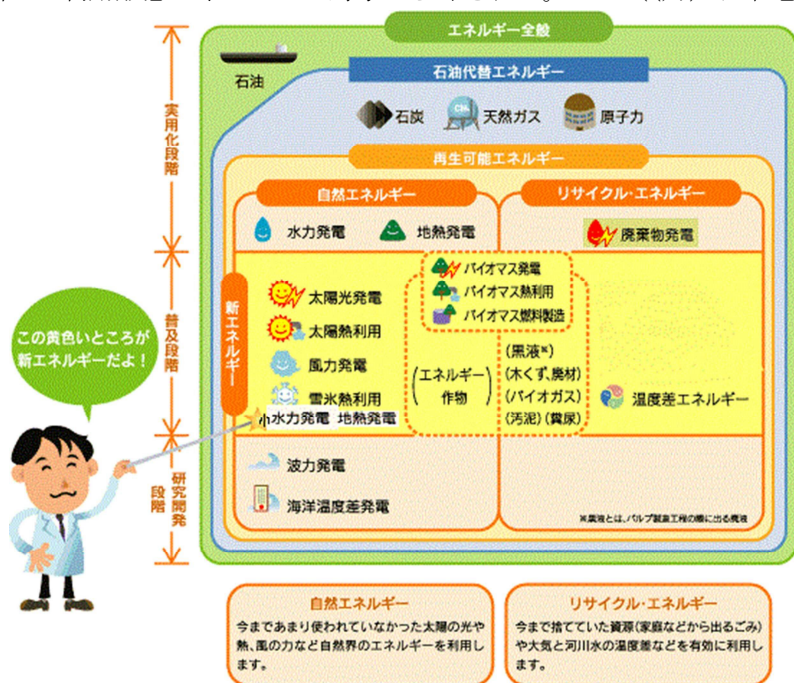 エネルギー全般
石油
石油代替エネルギー
石炭
天然ガス
原子力
再生可能エネルギー
自然エネルギー
リサイクル・エネルギー
実用化段階
水力発電
地熱発電
廃棄物発電
普及段階
新エネルギー
太陽光発電
太陽熱利用
風力発電
雪氷熱利用
小水力発電 地熱発電
バイオマス発電
バイオマス熱利用
バイオマス燃料製造
(エネルギー
作物)
(黒液※)
(木くず、廃材)
(バイオガス)
(汚泥)(糞尿)
温度差エネルギー
この黄色いところが
新エネルギーだよ!
研究開発
段階
波力発電
海洋温度差発電
※黒液とは、パルプ製造工程の際に出る廃液
自然エネルギー
今まであまり使われていなかった太陽の光や
熱、風の力など自然界のエネルギーを利用し
ます。
リサイクル・エネルギー
今まで捨てていた資源(家庭などから出るごみ)
や大気と河川水の温度差などを有効に利用し
ます。